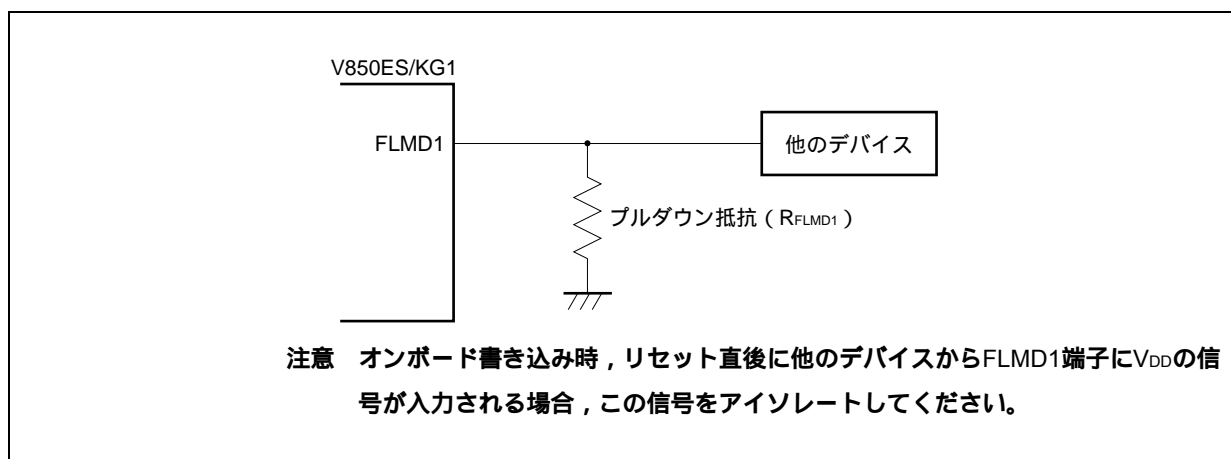 V850ES/KG1
FLMD1
他のデバイス
プルダウン抵抗（RFLMD1）
注意 オンボード書き込み時，リセット直後に他のデバイスからFLMD1端子にVDDの信
号が入力される場合，この信号をアイソレートしてください。